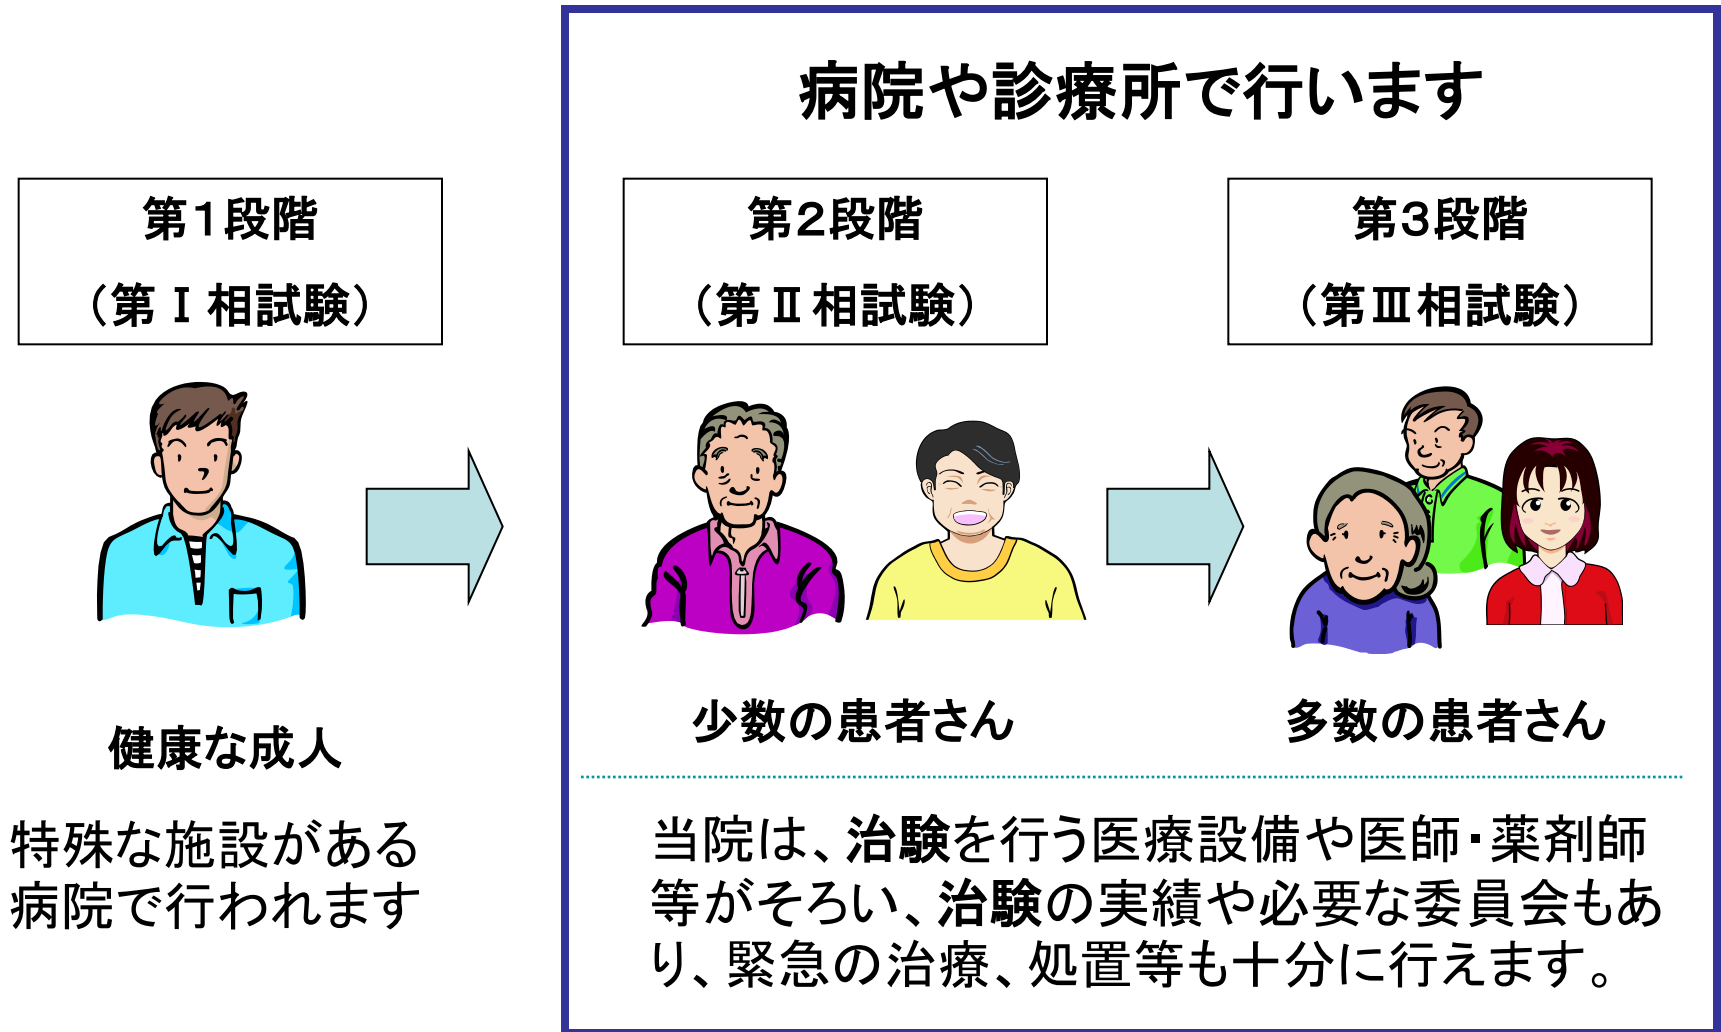 病院や診療所で行います
第1段階
（第Ⅰ相試験）
第2段階
（第Ⅱ相試験）
第3段階
（第Ⅲ相試験）
健康な成人
少数の患者さん
多数の患者さん
特殊な施設がある
病院で行われます
当院は、治験を行う医療設備や医師・薬剤師
等がそろい、治験の実績や必要な委員会もあ
り、緊急の治療、処置等も十分に行えます。